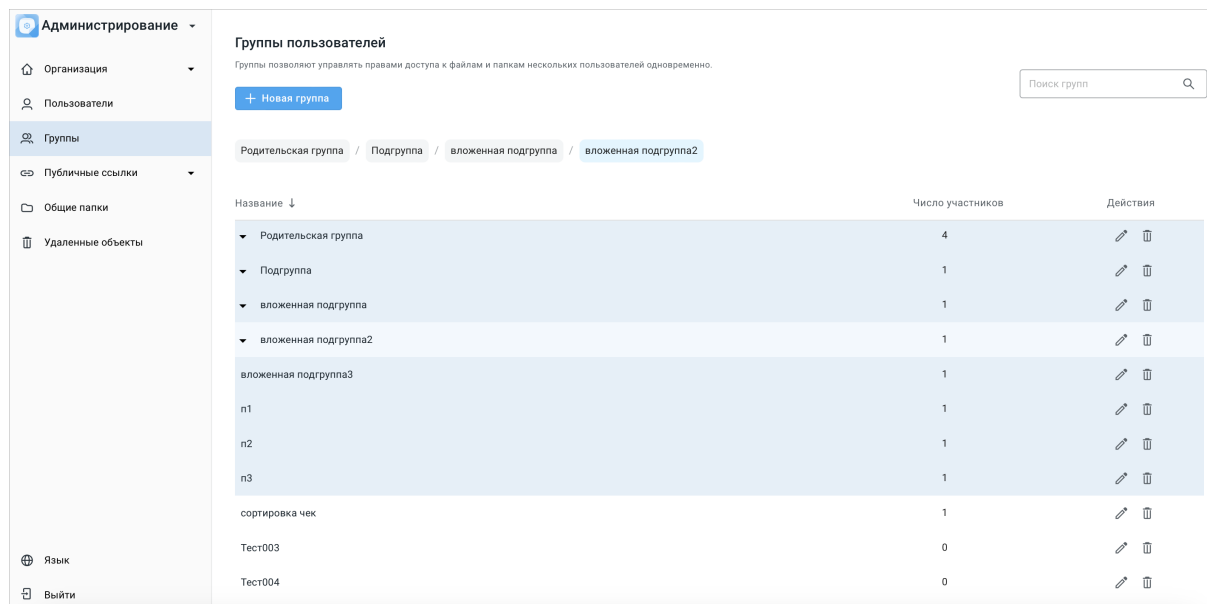 Администрирование
Организация
Пользователи
Группы
Публичные ссылки
Общие папки
Удаленные объекты
Язык
Выйти
Группы пользователей
Группы позволяют управлять правами доступа к файлам и папкам нескольких пользователей одновременно.
Поиск групп
+ Новая группа
Родительская группа / Подгруппа / вложенная подгруппа / вложенная подгруппа2
Название ↓ Число участников Действия
Родительская группа 4
Подгруппа 1
вложенная подгруппа 1
вложенная подгруппа2 1
вложенная подгруппа3 1
п1 1
п2 1
п3 1
сортировка чек 1
Тест003 0
Тест004 0